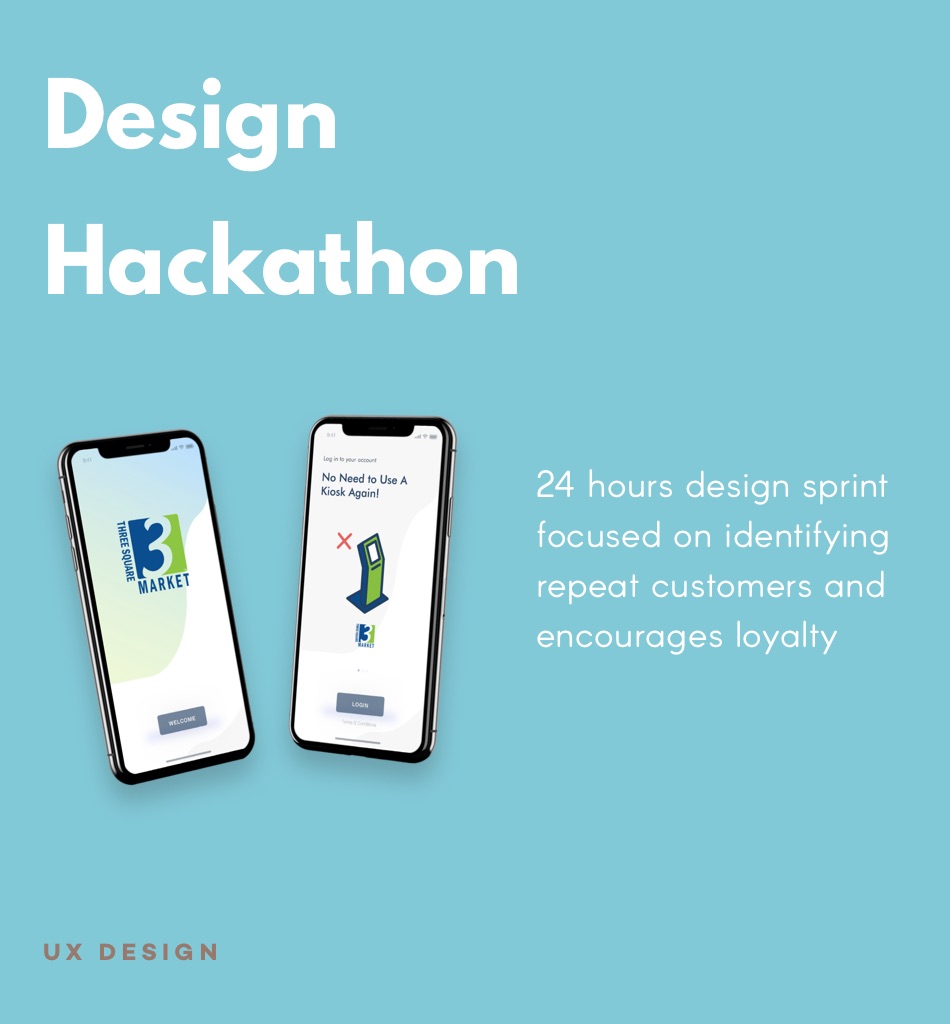 Design
Hackathon
9:41
THREE SQUARE
3
MARKET
WELCOME
9:41
Log in to your account
No Need to Use A
Kiosk Again!
THREE SQUARE
3
MARKET
LOGIN
Terms & Conditions
24 hours design sprint
focused on identifying
repeat customers and
encourages loyalty
UX DESIGN